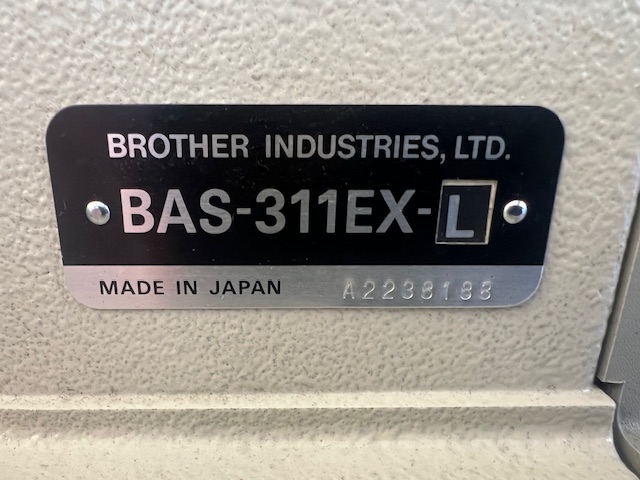 BROTHER INDUSTRIES, LTD.
BAS-311EX-L
MADE IN JAPAN A2238188